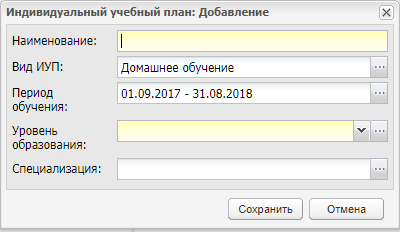 Индивидуальный учебный план: Добавление
Наименование:
Вид ИУП: Домашнее обучение
Период
обучения: 01.09.2017 - 31.08.2018
Уровень
образования:
Специализация:
Сохранить Отмена